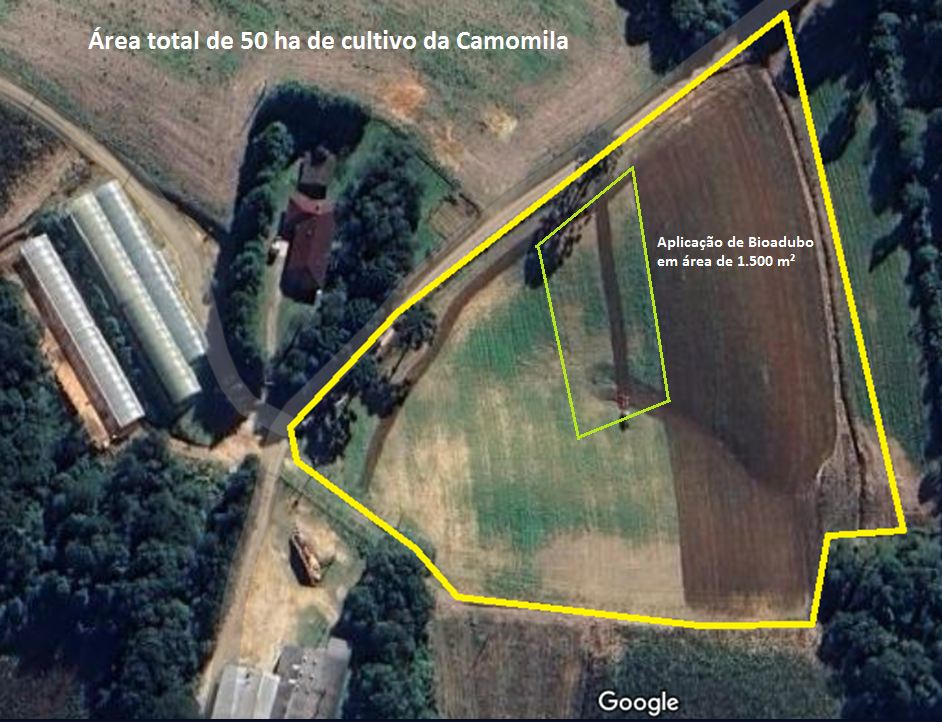 Área total de 50 ha de cultivo da Camomila
Aplicação de Bioadubo
em área de 1.500 m²
Google